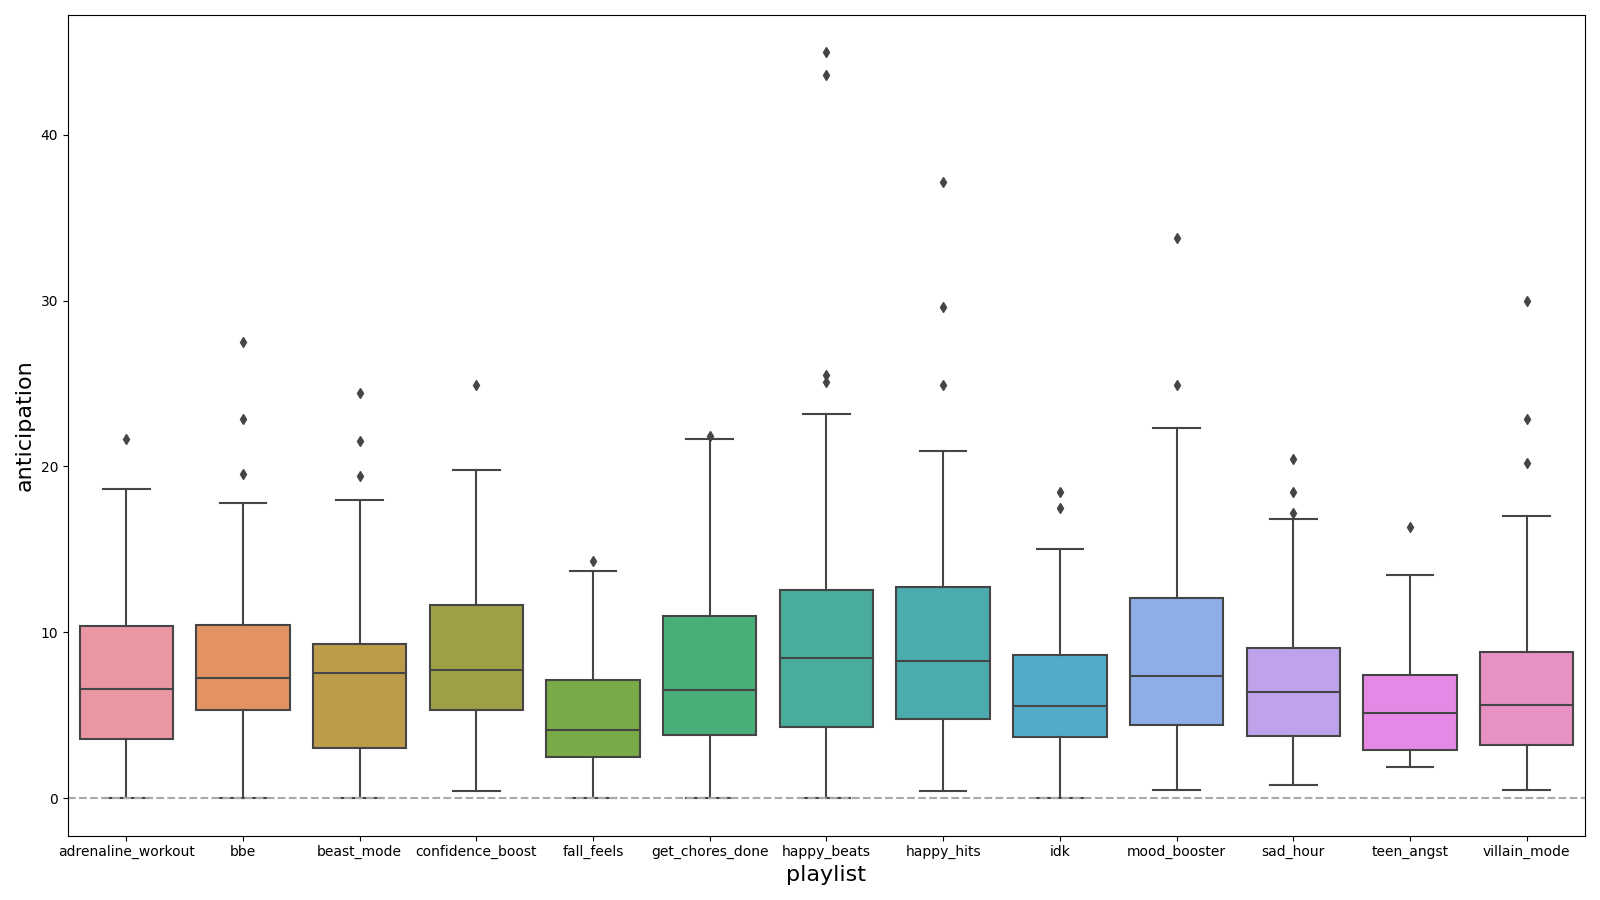 anticipation
40
30
20
10
0
adrenaline_workout bbe beast_mode confidence_boost fall_feels get_chores_done happy_beats happy_hits idk mood_booster sad_hour teen_angst villain_mode
playlist